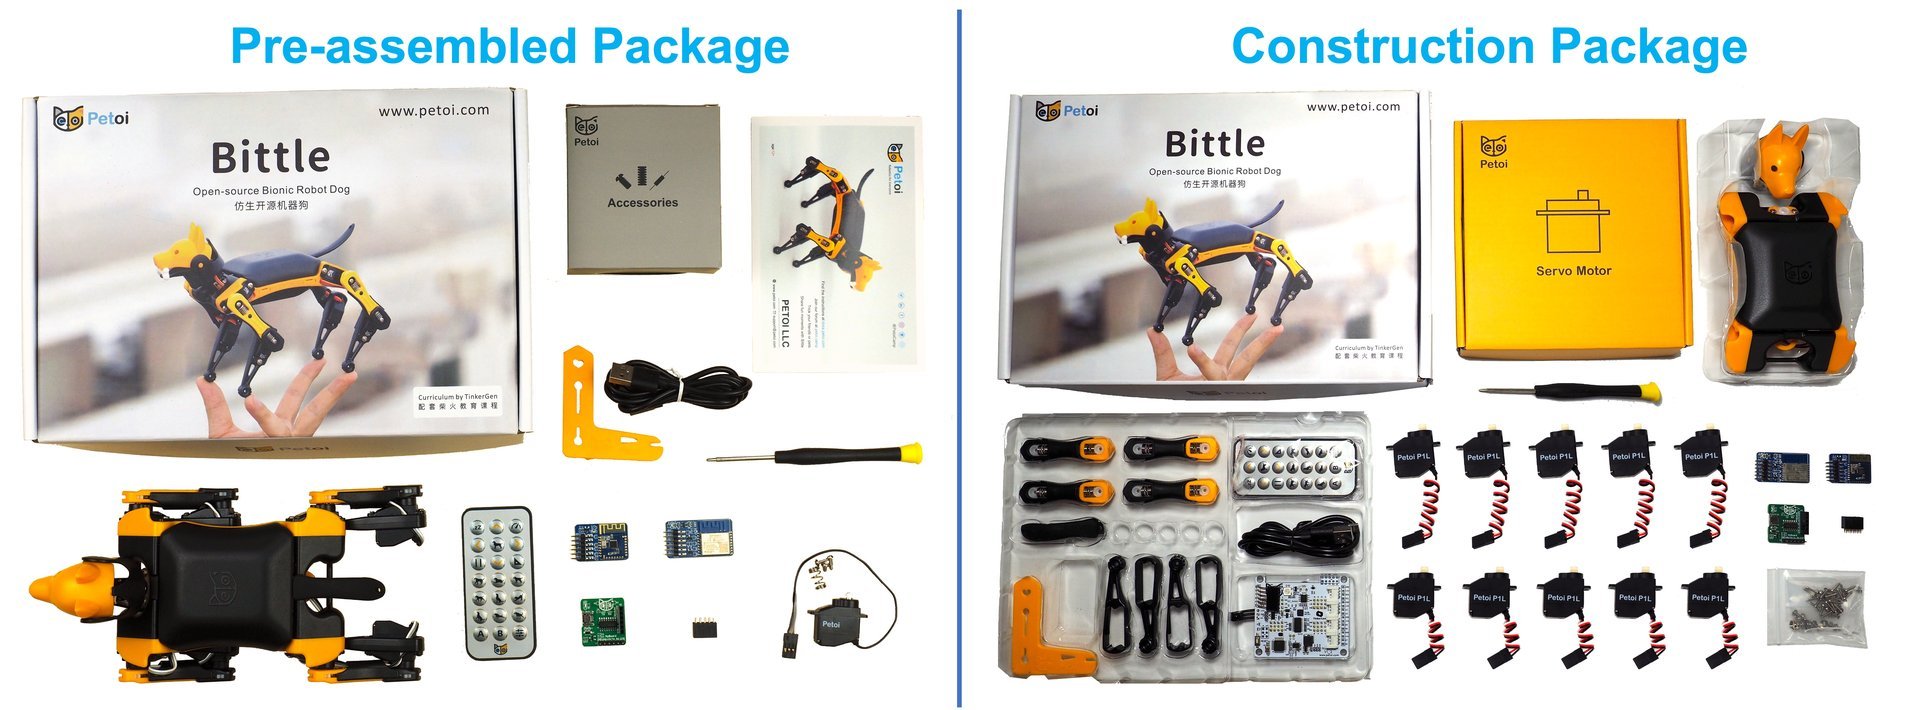 Pre-assembled Package
Petoi
www.petoi.com
Bittle
Open-source Bionic Robot Dog
仿生开源机器狗
Curriculum by TinkerGen
配套柴火教育课程
Petoi
Petoi
Accessories
Petoi
PETOI LLC
Petoi
Construction Package
Petoi
www.petoi.com
Bittle
Open-source Bionic Robot Dog
仿生开源机器狗
Curriculum by TinkerGen
配套柴火教育课程
Petoi
Servo Motor
Petoi P1L
Petoi P1L
Petoi P1L
Petoi P1L
Petoi P1L
Petoi P1L
Petoi P1L
Petoi P1L
Petoi P1L
Petoi P1L